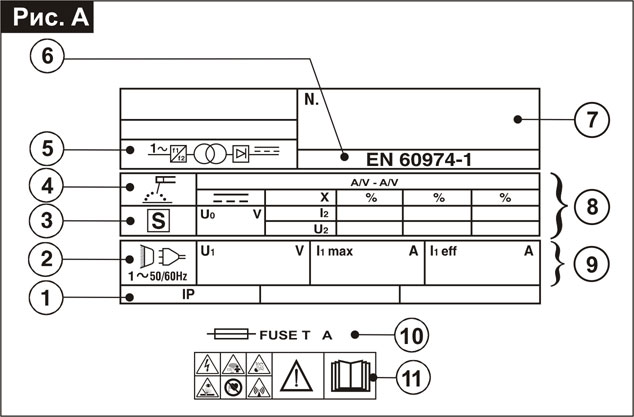 Рис. А
6
N.
7
5
1~ f1 f2
EN 60974-1
4
A/V - A/V
X % % %
8
3
S
U0 V
I2
U2
2
1~50/60Hz
U1 V
I1 max A
I1 eff A
9
1
IP
FUSE T A
10
11